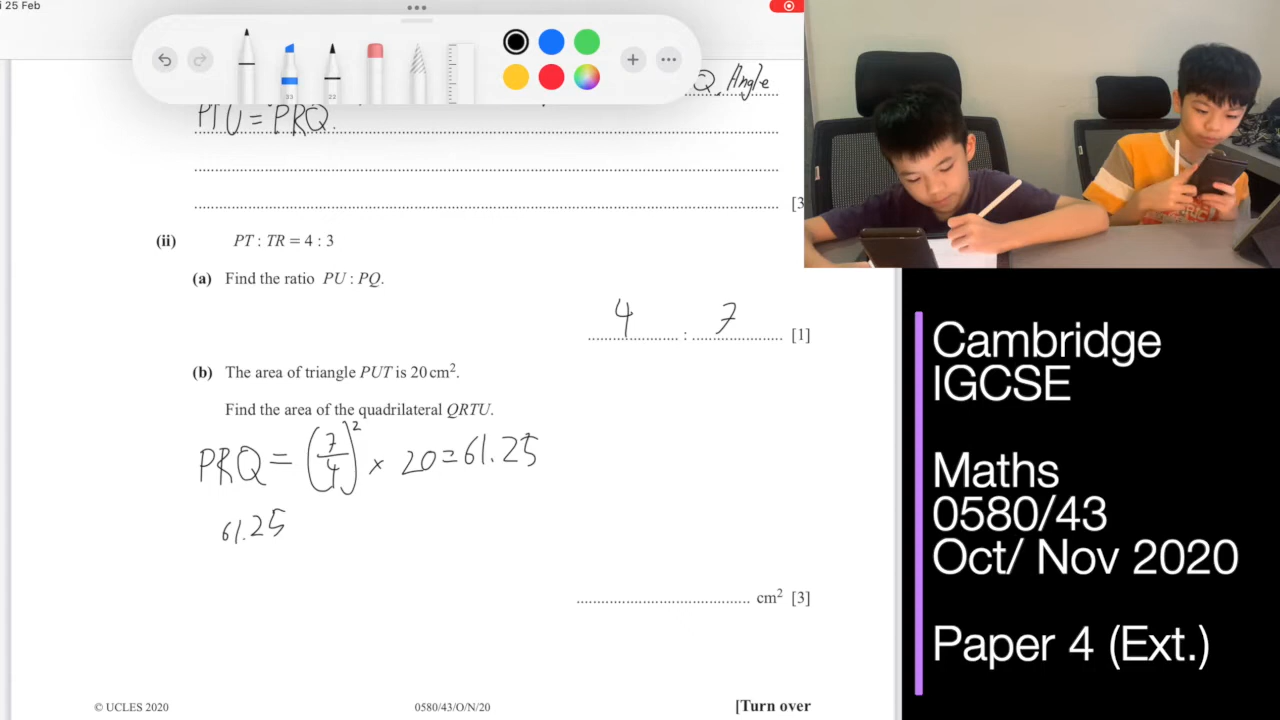 i 25 Feb
Q, Angle
PTU = PRQ.
[3
(ii) PT : TR = 4 : 3
(a) Find the ratio PU : PQ.
4 : 7 [1]
(b) The area of triangle PUT is 20 cm².
Find the area of the quadrilateral QRTU.
PRQ = (7/4)² × 20 = 61.25
61.25
cm² [3]
© UCLES 2020 0580/43/O/N/20 [Turn over
Cambridge
IGCSE
Maths
0580/43
Oct/ Nov 2020
Paper 4 (Ext.)